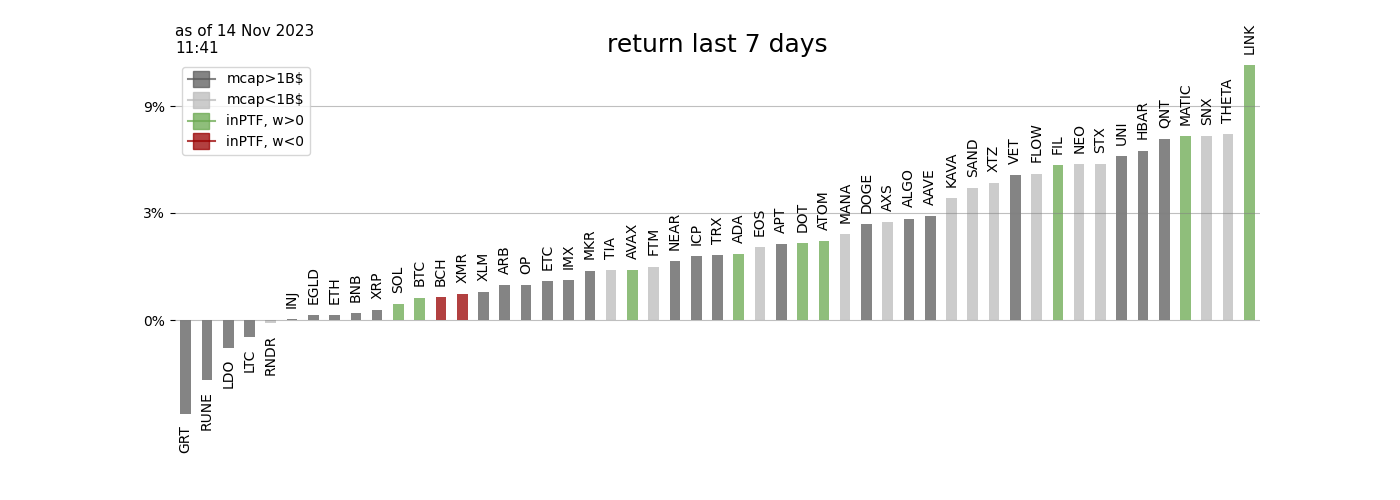 as of 14 Nov 2023
11:41
return last 7 days
mcap>1B$
mcap<1B$
inPTF, w>0
inPTF, w<0
9%
3%
0%
GRT
RUNE
LDO
LTC
RNDR
INJ
EGLD
ETH
BNB
XRP
SOL
BTC
BCH
XMR
XLM
ARB
OP
ETC
IMX
MKR
TIA
AVAX
FTM
NEAR
ICP
TRX
ADA
EOS
APT
DOT
ATOM
MANA
DOGE
AXS
ALGO
AAVE
KAVA
SAND
XTZ
VET
FLOW
FIL
NEO
STX
UNI
HBAR
QNT
MATIC
SNX
THETA
LINK